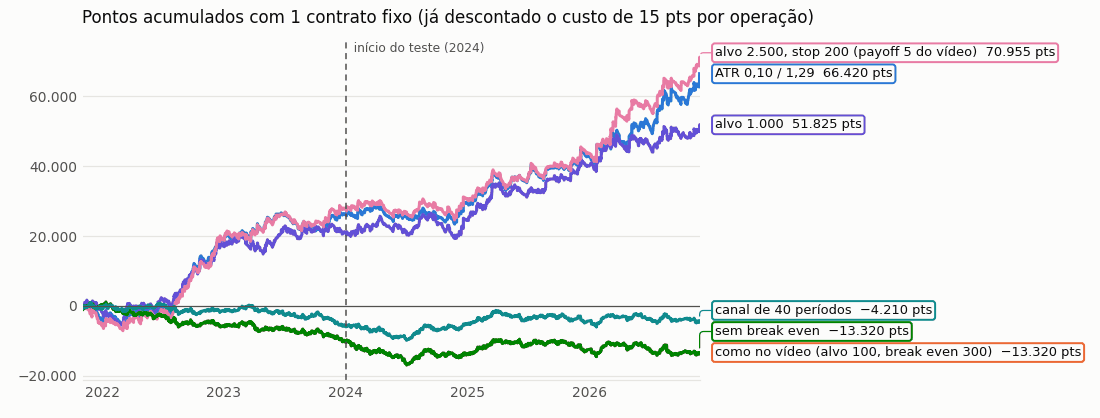 Pontos acumulados com 1 contrato fixo (já descontado o custo de 15 pts por operação)
início do teste (2024)
alvo 2.500, stop 200 (payoff 5 do vídeo)  70.955 pts
ATR 0,10 / 1,29  66.420 pts
60.000
alvo 1.000  51.825 pts
40.000
20.000
0
canal de 40 períodos  −4.210 pts
sem break even  −13.320 pts
como no vídeo (alvo 100, break even 300)  −13.320 pts
−20.000
2022
2023
2024
2025
2026